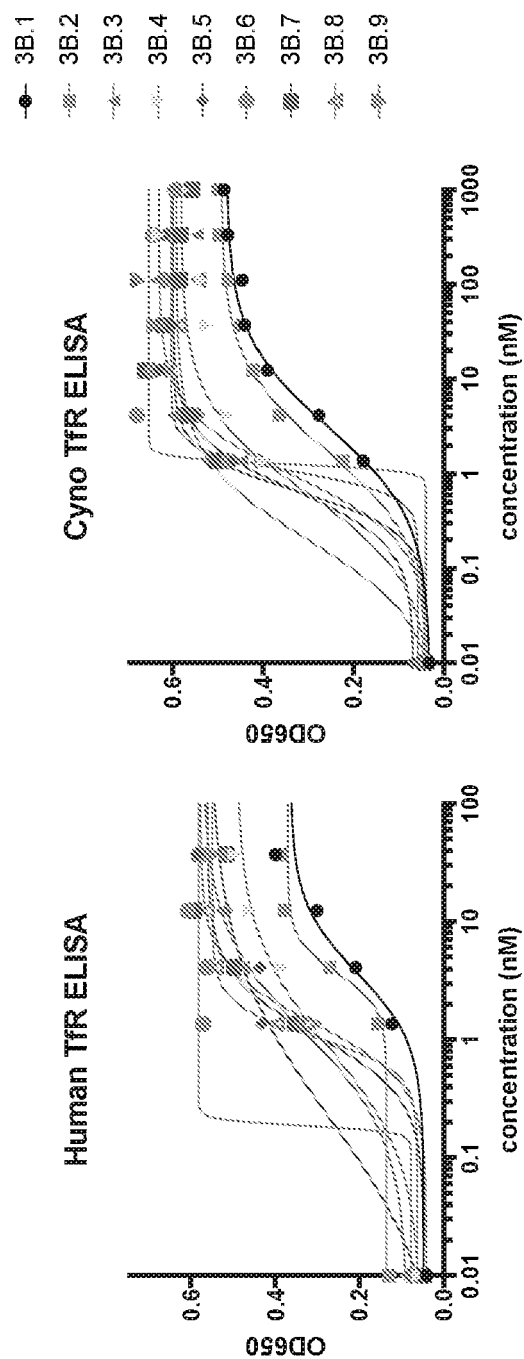 Human TfR ELISA
OD650
0.6
0.4
0.2
0.0
0.01
0.1
1
10
100
concentration (nM)
Cyno TfR ELISA
OD650
0.6
0.4
0.2
0.0
0.01
0.1
1
10
100
1000
concentration (nM)
3B.1
3B.2
3B.3
3B.4
3B.5
3B.6
3B.7
3B.8
3B.9